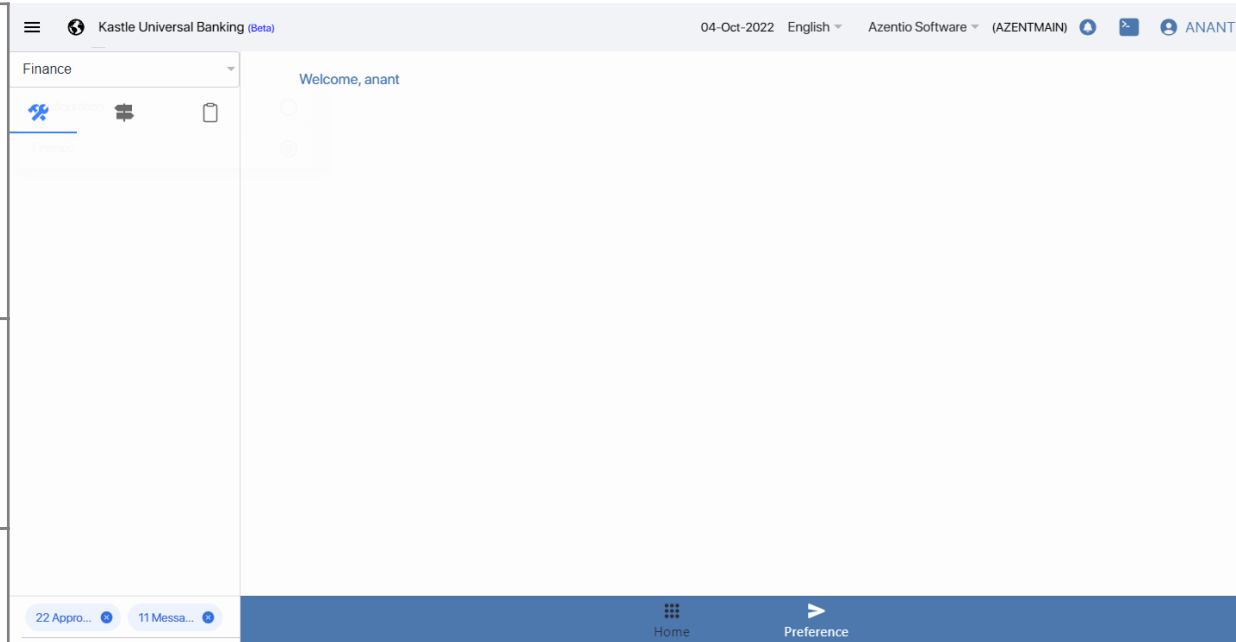 Kastle Universal Banking (Beta)
04-Oct-2022 English Azentio Software (AZENTMAIN) ANANT
Finance
Welcome, anant
22 Appro... 11 Messa...
Home Preference